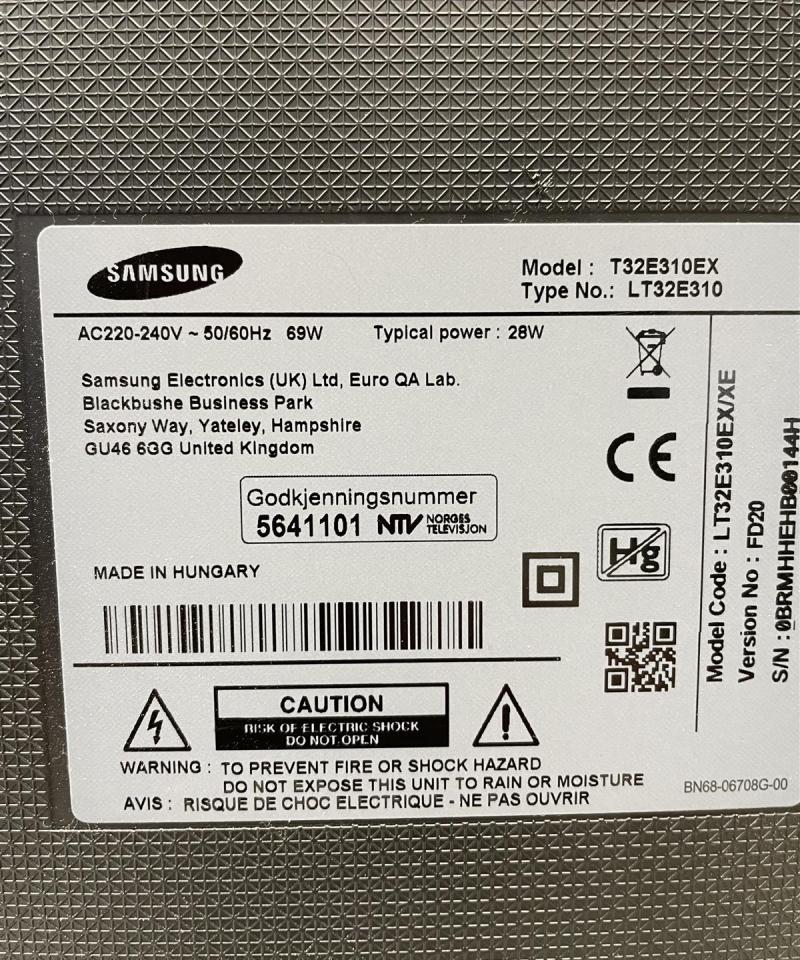 SAMSUNG
Model : T32E310EX
Type No.: LT32E310
AC220-240V ~ 50/60Hz 69W Typical power : 28W
Samsung Electronics (UK) Ltd, Euro QA Lab.
Blackbushe Business Park
Saxony Way, Yateley, Hampshire
GU46 6GG United Kingdom
Godkjenningsnummer
5641101 NTV NORGES TELEVISJON
MADE IN HUNGARY
CE
Hg
Model Code : LT32E310EX/XE
Version No : FD20
S/N : 0BRMHHEHB00144H
CAUTION
RISK OF ELECTRIC SHOCK
DO NOT OPEN
WARNING : TO PREVENT FIRE OR SHOCK HAZARD
DO NOT EXPOSE THIS UNIT TO RAIN OR MOISTURE
AVIS : RISQUE DE CHOC ELECTRIQUE - NE PAS OUVRIR
BN68-06708G-00